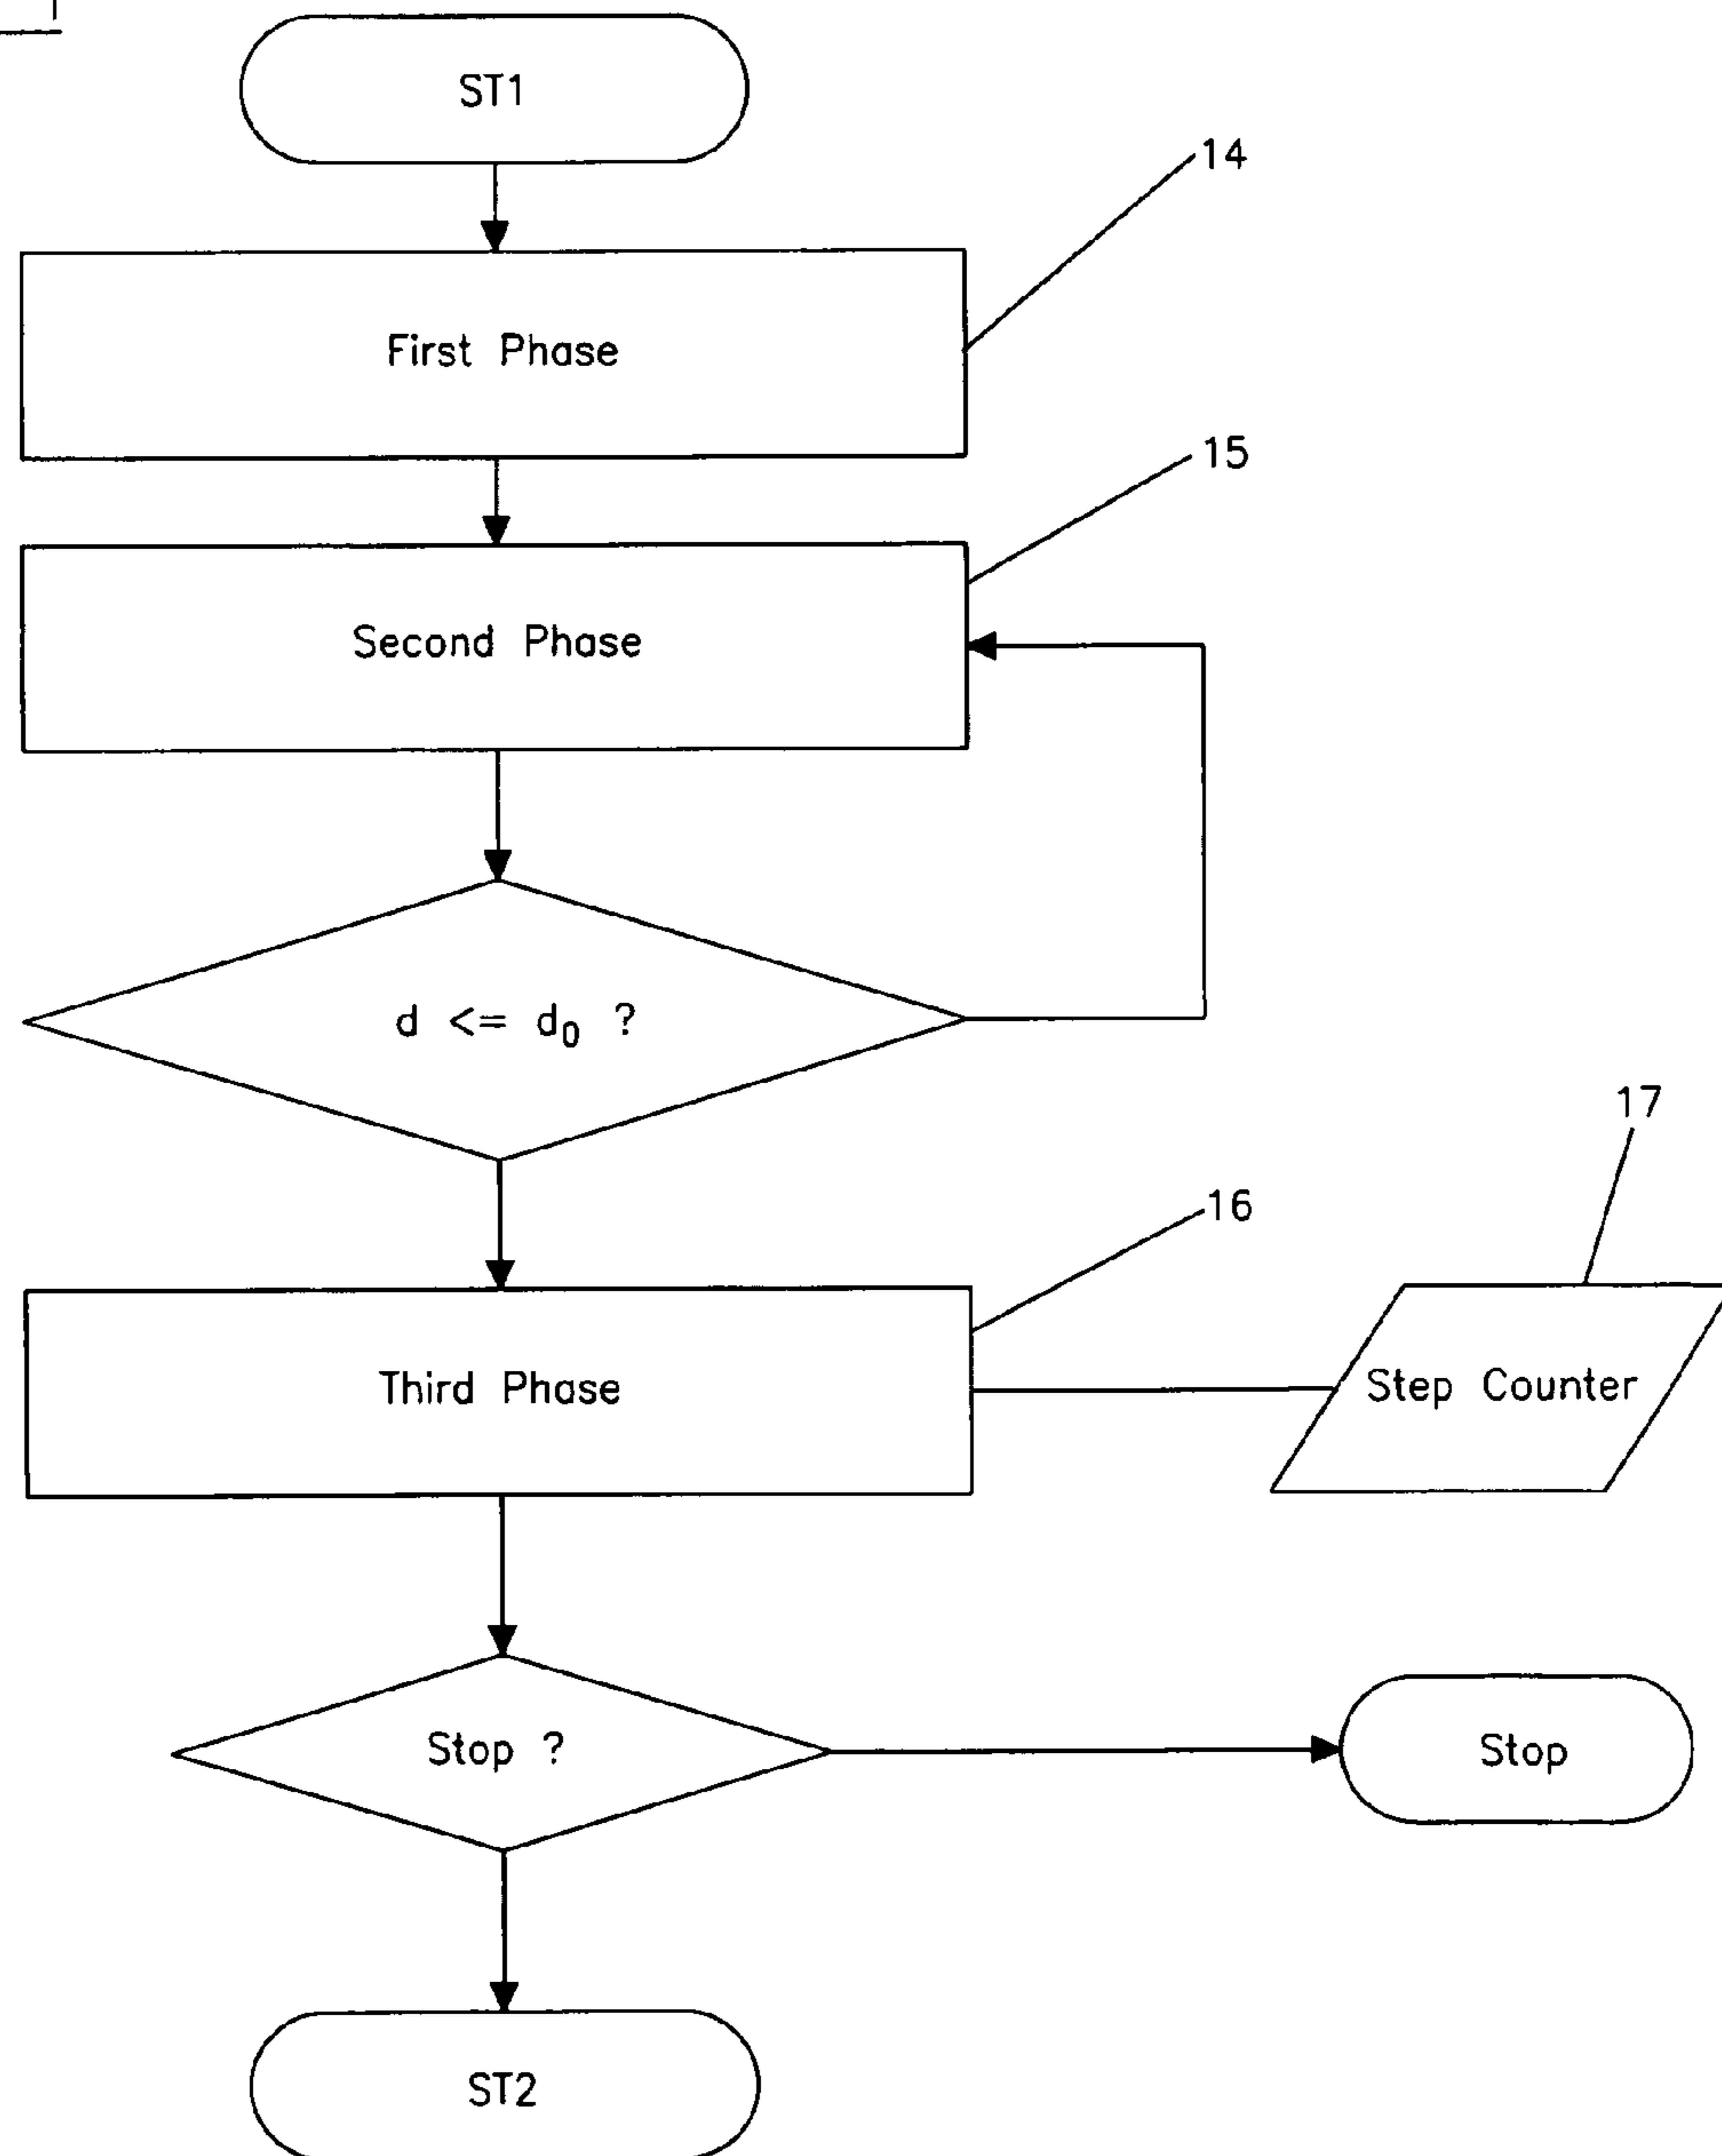 ST1
14
First Phase
15
Second Phase
d <= d₀ ?
17
16
Third Phase
Step Counter
Stop ?
Stop
ST2